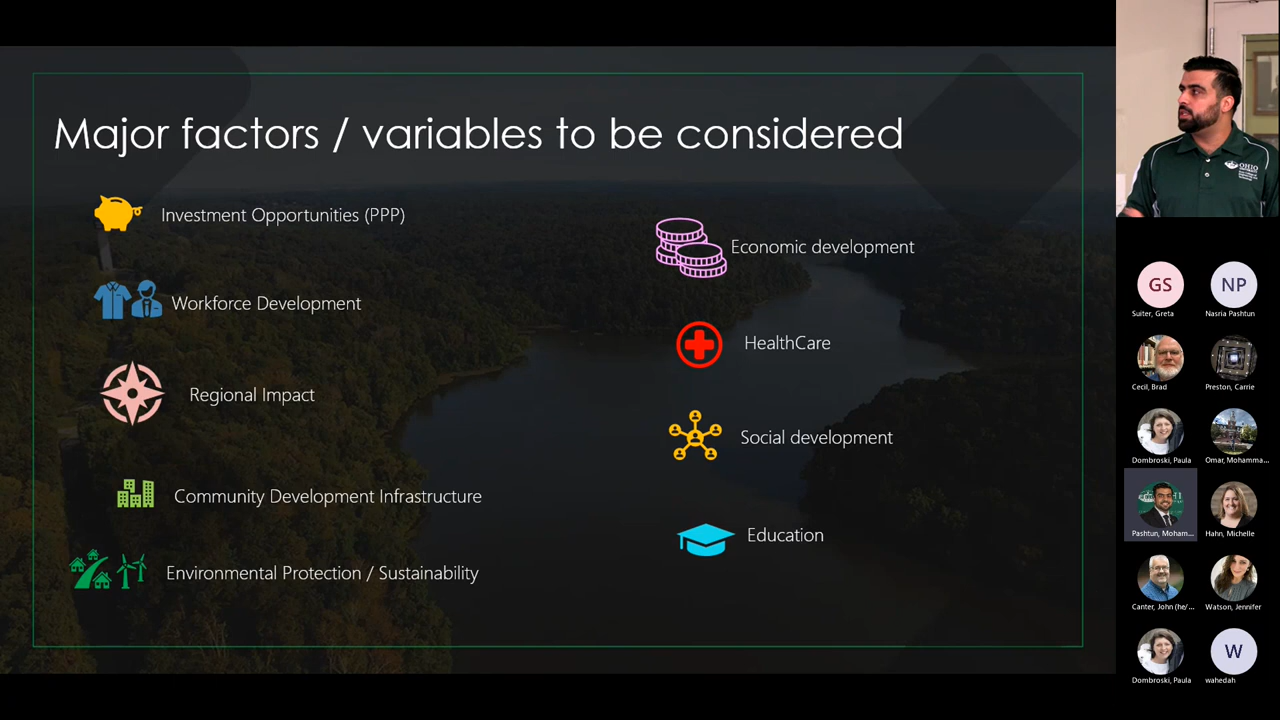 Major factors / variables to be considered
Investment Opportunities (PPP)
Workforce Development
Regional Impact
Community Development Infrastructure
Environmental Protection / Sustainability
Economic development
HealthCare
Social development
Education
OHIO
GS
NP
Suiter, Greta
Nasria Pashtun
Cecil, Brad
Preston, Carrie
Dombroski, Paula
Omar, Mohamma...
Pashtun, Moham...
Hahn, Michelle
Canter, John (he/...
Watson, Jennifer
Dombroski, Paula
W
wahedah